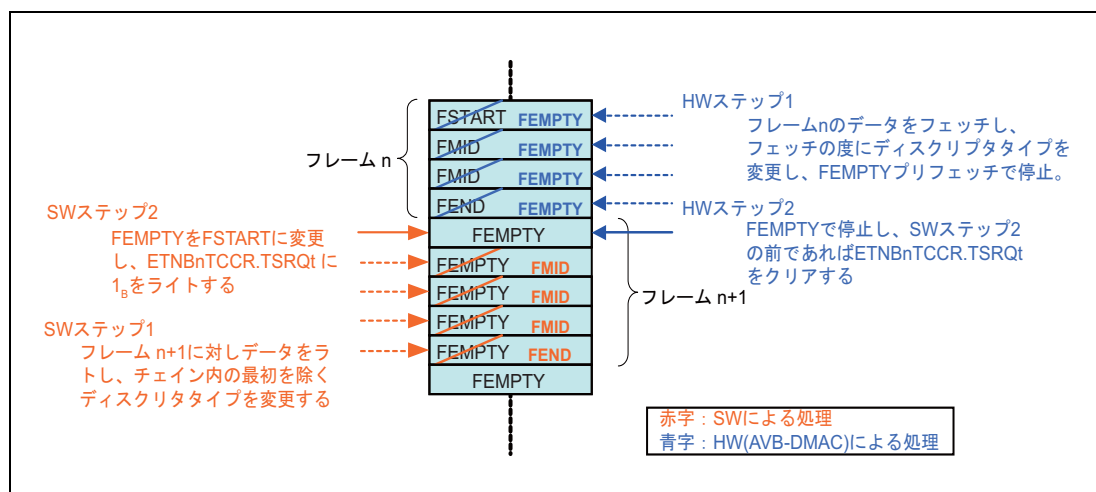 HWステップ1
フレームnのデータをフェッチし、
フェッチの度にディスクリプタタイプを
変更し、FEMPTYプリフェッチで停止。
HWステップ2
FEMPTYで停止し、SWステップ2
の前であればETNBnTCCR.TSRQt
をクリアする
フレーム n
FSTART FEMPTY
FMID FEMPTY
FMID FEMPTY
FEND FEMPTY
FEMPTY
FEMPTY FMID
FEMPTY FMID
FEMPTY FMID
FEMPTY FEND
FEMPTY
フレーム n+1
SWステップ2
FEMPTYをFSTARTに変更
し、ETNBnTCCR.TSRQt に
1Bをライトする
SWステップ1
フレーム n+1に対しデータをラ
トし、チェイン内の最初を除く
ディスクリタタイプを変更する
赤字：SWによる処理
青字：HW(AVB-DMAC)による処理